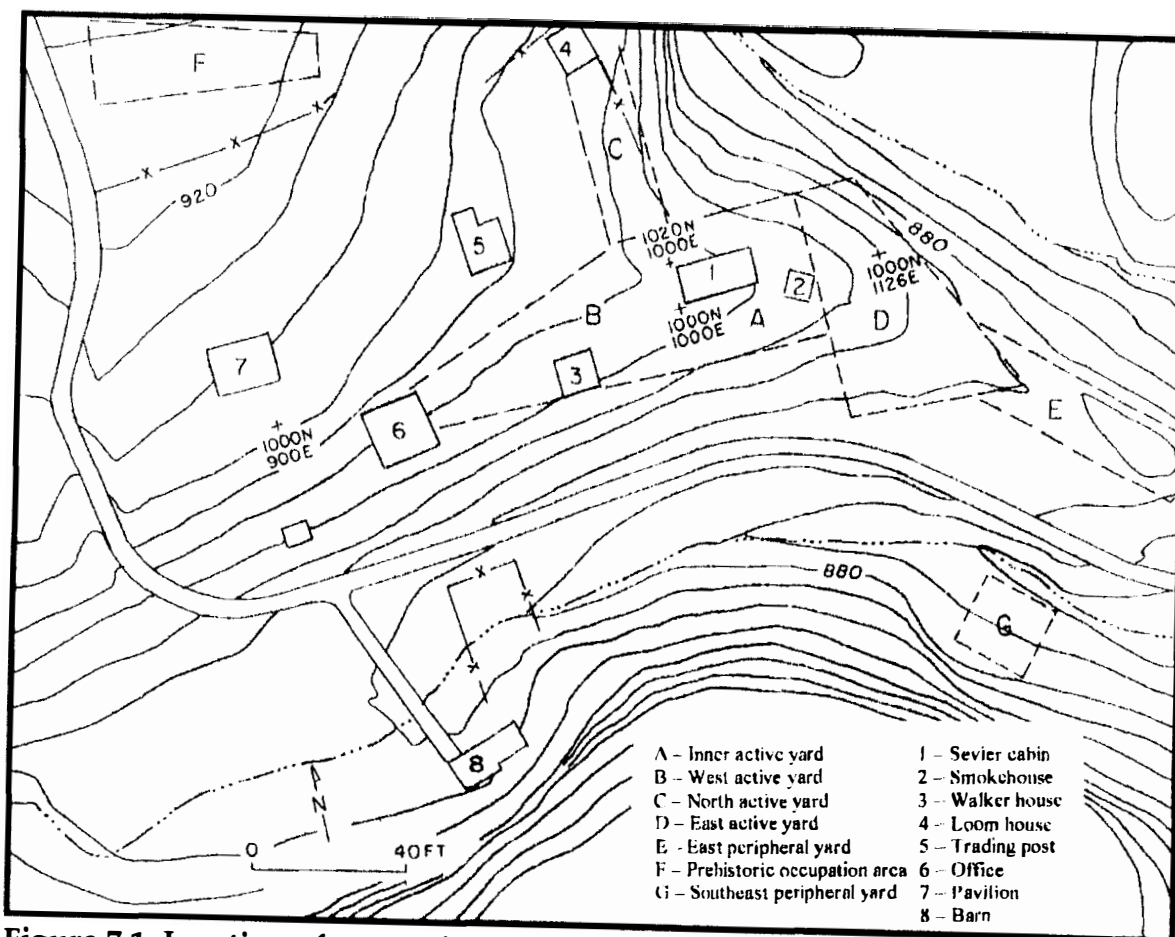 4
F
C
920
880
1020N
1000E
5
1
1000N
1126E
2
B
1000N
1000E
A
D
7
3
E
6
1000N
900E
880
G
8
N
0 40 FT
A – Inner active yard
B – West active yard
C – North active yard
D – East active yard
E – East peripheral yard
F – Prehistoric occupation area
G – Southeast peripheral yard
1 – Sevier cabin
2 – Smokehouse
3 – Walker house
4 – Loom house
5 – Trading post
6 – Office
7 – Pavilion
8 – Barn
Figure 7.1. Location of